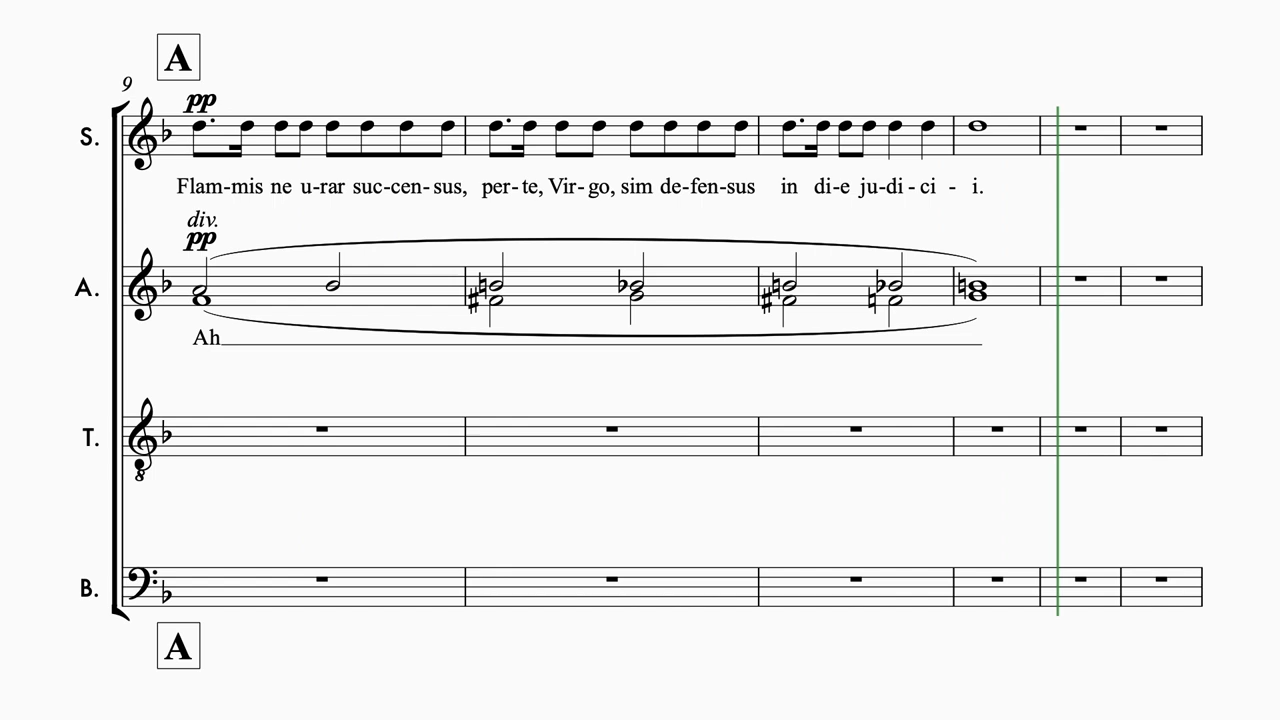 A
9
pp
S.
Flam-mis ne u-rar suc-cen-sus, per-te, Vir-go, sim de-fen-sus in di-e ju-di-ci - i.
div.
pp
A.
Ah
T.
8
B.
A